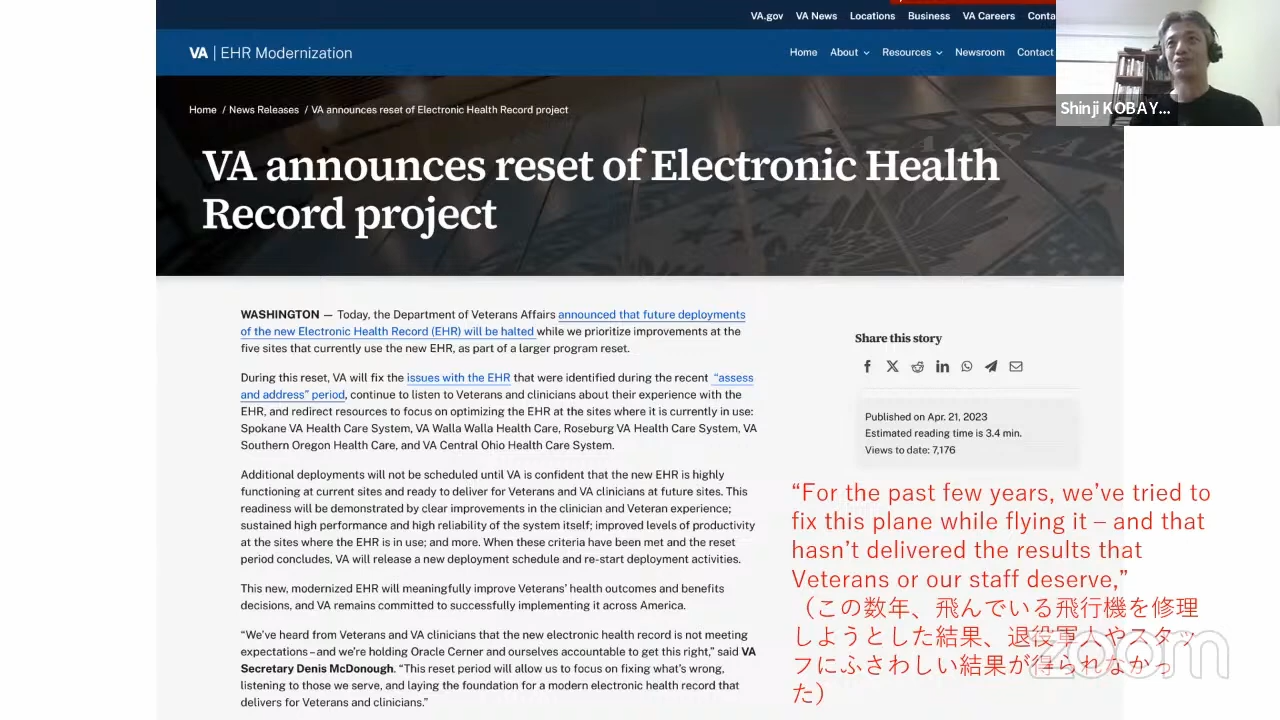 VA.gov VA News Locations Business VA Careers Conta
VA | EHR Modernization
Home About Resources Newsroom Contact
Shinji KOBAY...
Home / News Releases / VA announces reset of Electronic Health Record project
VA announces reset of Electronic Health
Record project
WASHINGTON — Today, the Department of Veterans Affairs announced that future deployments
of the new Electronic Health Record (EHR) will be halted while we prioritize improvements at the
five sites that currently use the new EHR, as part of a larger program reset.
During this reset, VA will fix the issues with the EHR that were identified during the recent “assess
and address” period, continue to listen to Veterans and clinicians about their experience with the
EHR, and redirect resources to focus on optimizing the EHR at the sites where it is currently in use:
Spokane VA Health Care System, VA Walla Walla Health Care, Roseburg VA Health Care System, VA
Southern Oregon Health Care, and VA Central Ohio Health Care System.
Additional deployments will not be scheduled until VA is confident that the new EHR is highly
functioning at current sites and ready to deliver for Veterans and VA clinicians at future sites. This
readiness will be demonstrated by clear improvements in the clinician and Veteran experience;
sustained high performance and high reliability of the system itself; improved levels of productivity
at the sites where the EHR is in use; and more. When these criteria have been met and the reset
period concludes, VA will release a new deployment schedule and re-start deployment activities.
This new, modernized EHR will meaningfully improve Veterans’ health outcomes and benefits
decisions, and VA remains committed to successfully implementing it across America.
“We’ve heard from Veterans and VA clinicians that the new electronic health record is not meeting
expectations – and we’re holding Oracle Cerner and ourselves accountable to get this right,” said VA
Secretary Denis McDonough. “This reset period will allow us to focus on fixing what’s wrong,
listening to those we serve, and laying the foundation for a modern electronic health record that
delivers for Veterans and clinicians.”
Share this story
Published on Apr. 21, 2023
Estimated reading time is 3.4 min.
Views to date: 7,176
“For the past few years, we’ve tried to
fix this plane while flying it – and that
hasn’t delivered the results that
Veterans or our staff deserve,”
（この数年、飛んでいる飛行機を修理
しようとした結果、退役軍人やスタッ
フにふさわしい結果が得られなかっ
た）
zoom